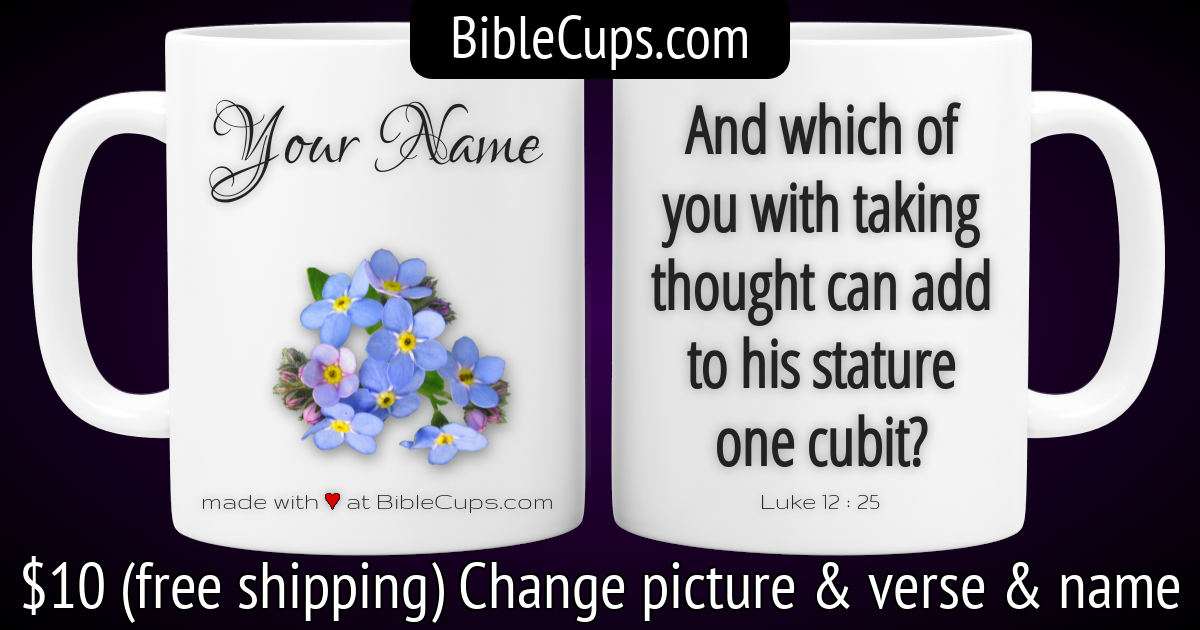 BibleCups.com
Your Name
made with ❤ at BibleCups.com
And which of
you with taking
thought can add
to his stature
one cubit?
Luke 12 : 25
$10 (free shipping) Change picture & verse & name